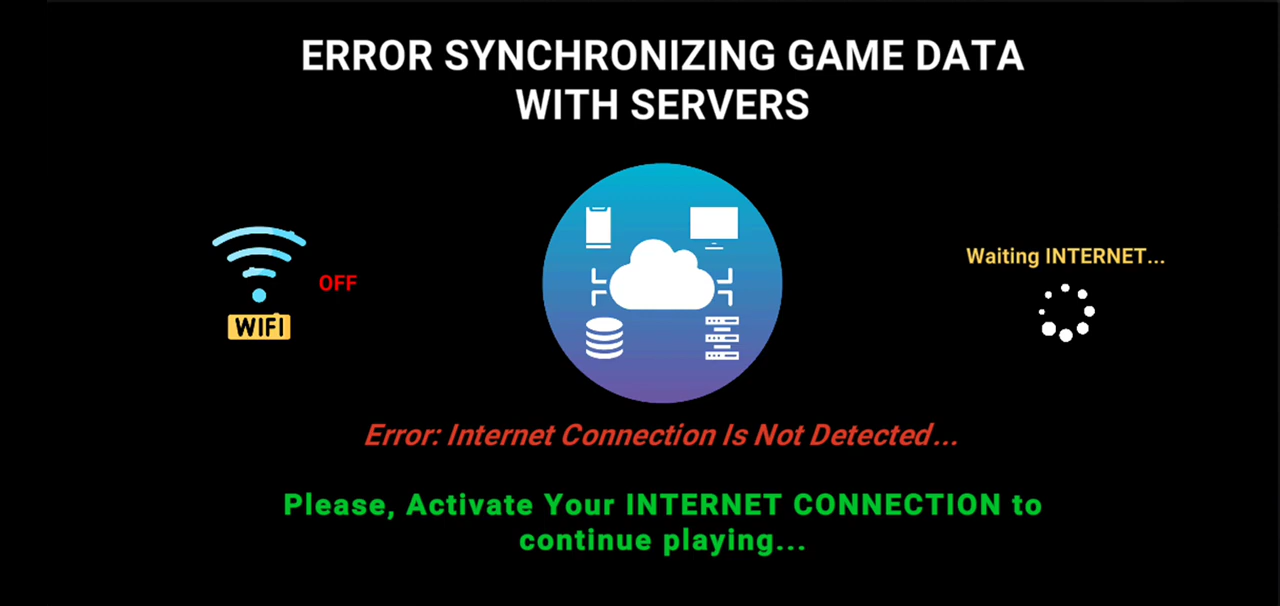 ERROR SYNCHRONIZING GAME DATA
WITH SERVERS
Waiting INTERNET...
OFF
WIFI
Error: Internet Connection Is Not Detected...
Please, Activate Your INTERNET CONNECTION to
continue playing...